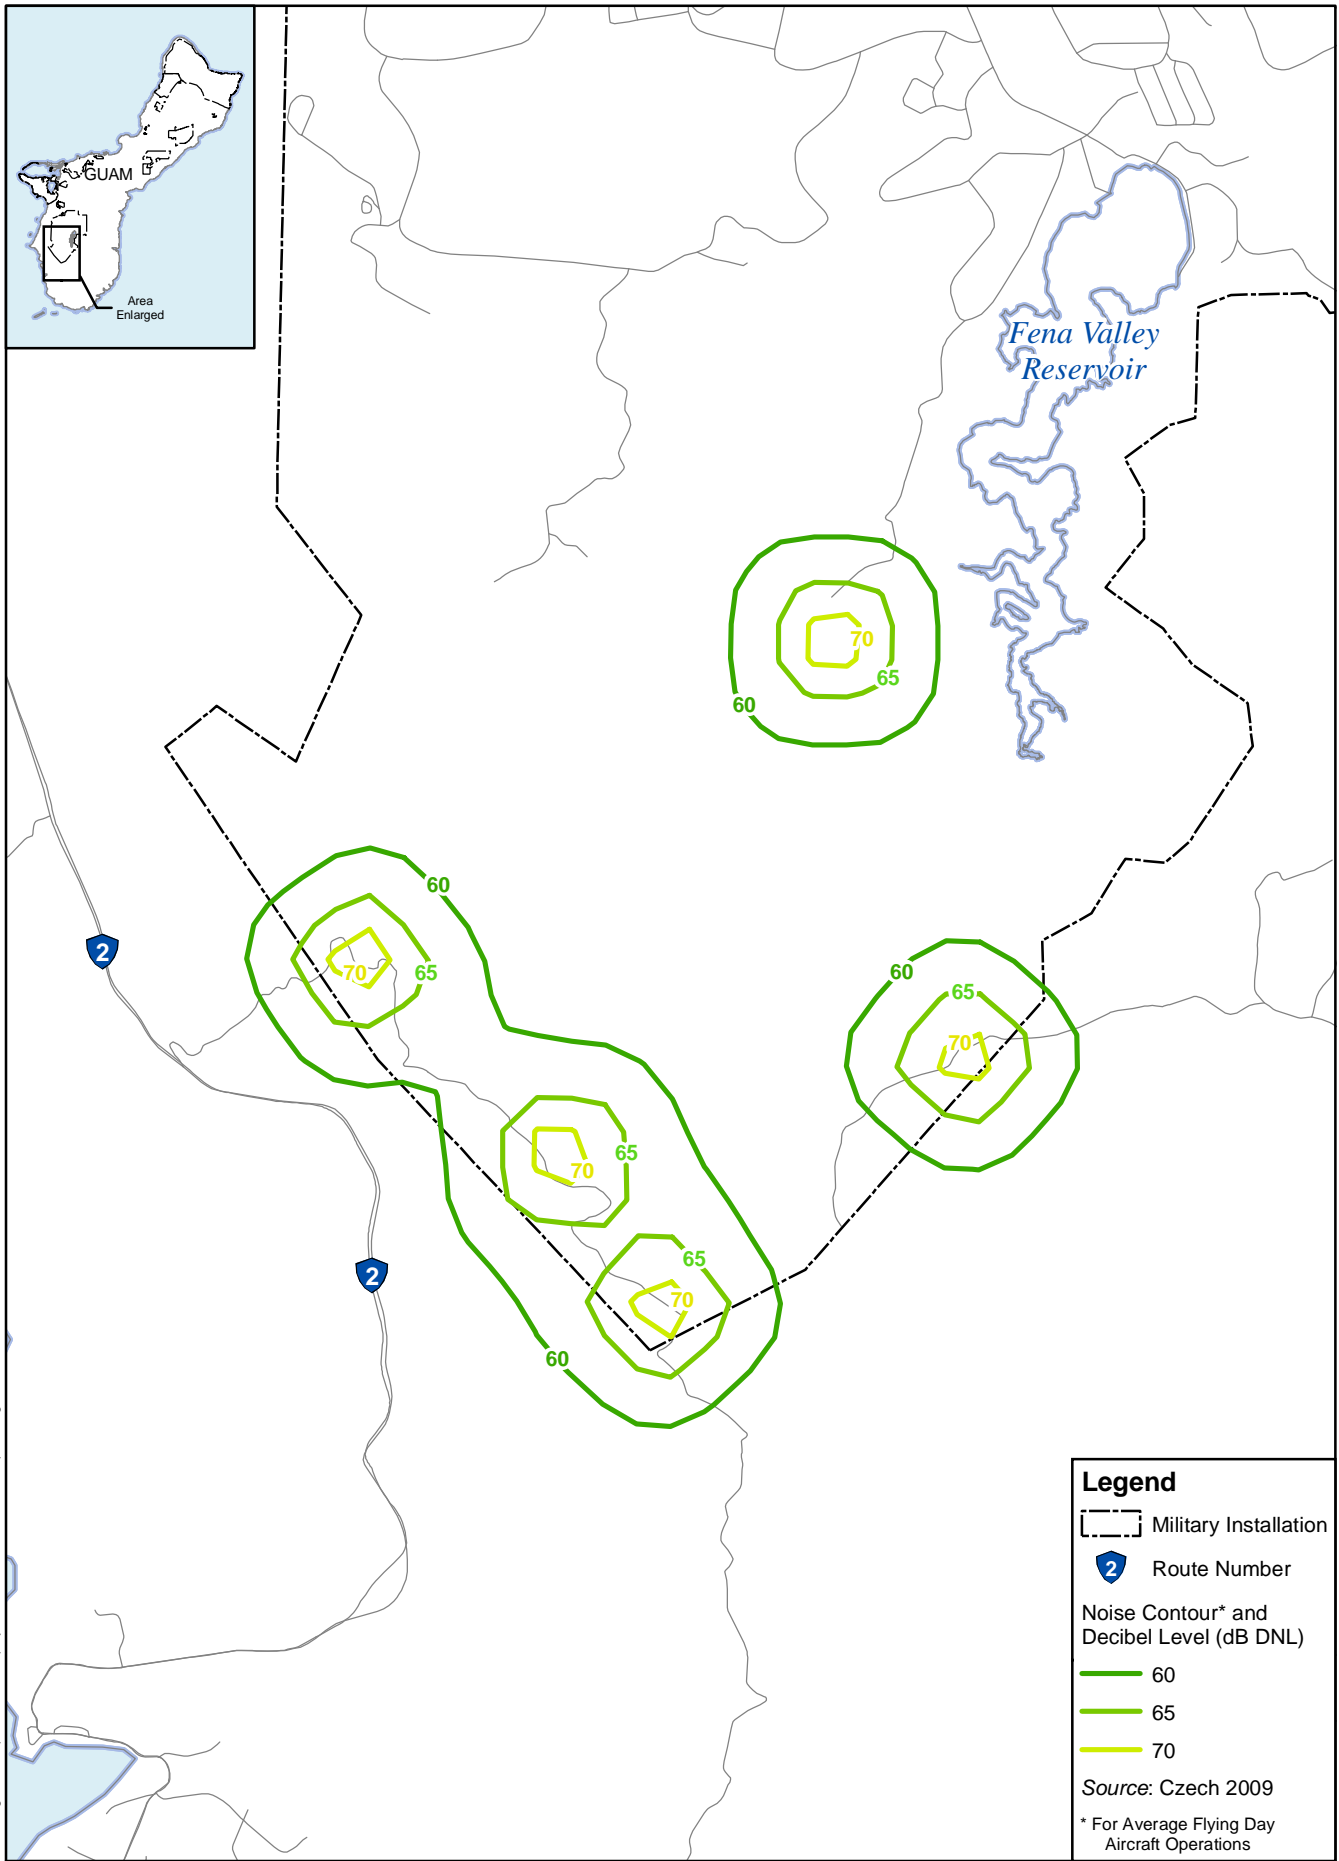 GUAM
Area
Enlarged
Fena Valley
Reservoir
70
65
60
60
2
70
65
60
65
70
65
70
65
2
70
60
Legend
Military Installation
2 Route Number
Noise Contour* and
Decibel Level (dB DNL)
60
65
70
Source: Czech 2009
* For Average Flying Day
Aircraft Operations